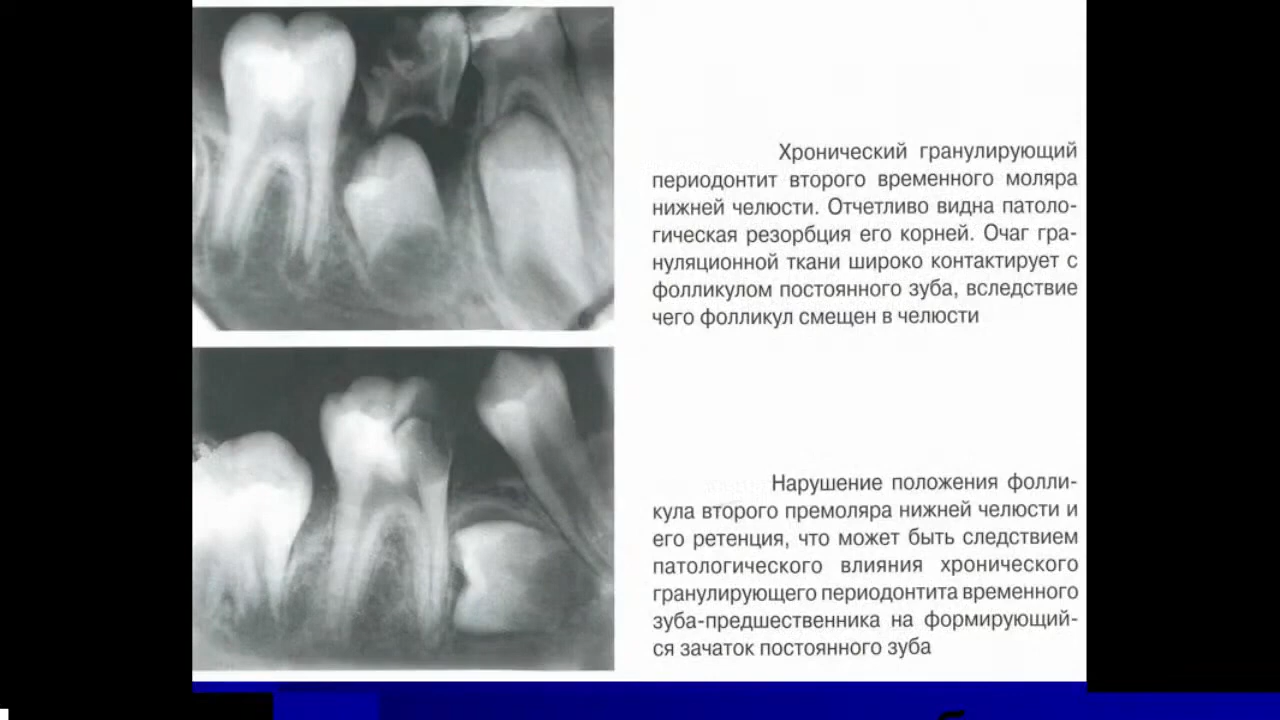 Хронический гранулирующий
периодонтит второго временного моляра
нижней челюсти. Отчетливо видна патоло-
гическая резорбция его корней. Очаг гра-
нуляционной ткани широко контактирует с
фолликулом постоянного зуба, вследствие
чего фолликул смещен в челюсти
Нарушение положения фолли-
кула второго премоляра нижней челюсти и
его ретенция, что может быть следствием
патологического влияния хронического
гранулирующего периодонтита временного
зуба-предшественника на формирующий-
ся зачаток постоянного зуба